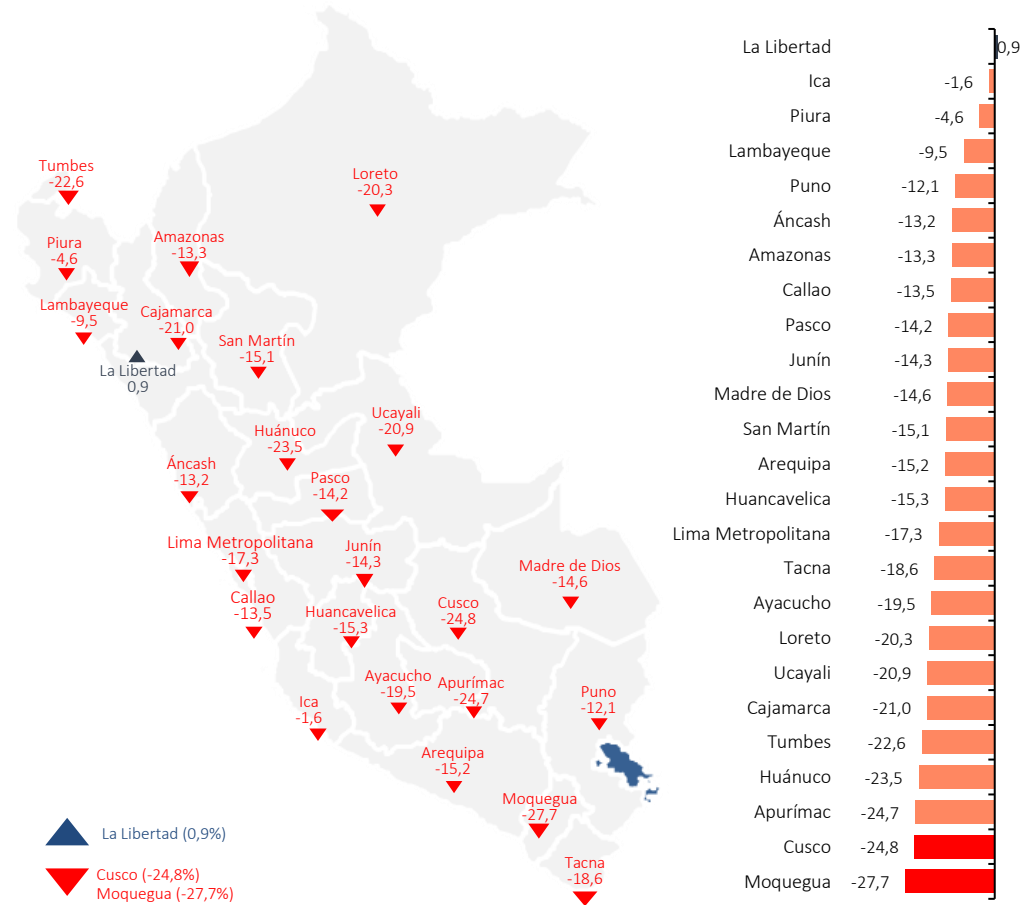 Tumbes
-22,6
Loreto
-20,3
Piura
-4,6
Amazonas
-13,3
Lambayeque
-9,5
Cajamarca
-21,0
San Martín
-15,1
La Libertad
0,9
Ucayali
-20,9
Huánuco
-23,5
Áncash
-13,2
Pasco
-14,2
Lima Metropolitana
-17,3
Junín
-14,3
Madre de Dios
-14,6
Callao
-13,5
Huancavelica
-15,3
Cusco
-24,8
Ayacucho
-19,5
Apurímac
-24,7
Puno
-12,1
Ica
-1,6
Arequipa
-15,2
Moquegua
-27,7
Tacna
-18,6
La Libertad (0,9%)
Cusco (-24,8%)
Moquegua (-27,7%)
La Libertad 0,9
Ica -1,6
Piura -4,6
Lambayeque -9,5
Puno -12,1
Áncash -13,2
Amazonas -13,3
Callao -13,5
Pasco -14,2
Junín -14,3
Madre de Dios -14,6
San Martín -15,1
Arequipa -15,2
Huancavelica -15,3
Lima Metropolitana -17,3
Tacna -18,6
Ayacucho -19,5
Loreto -20,3
Ucayali -20,9
Cajamarca -21,0
Tumbes -22,6
Huánuco -23,5
Apurímac -24,7
Cusco -24,8
Moquegua -27,7